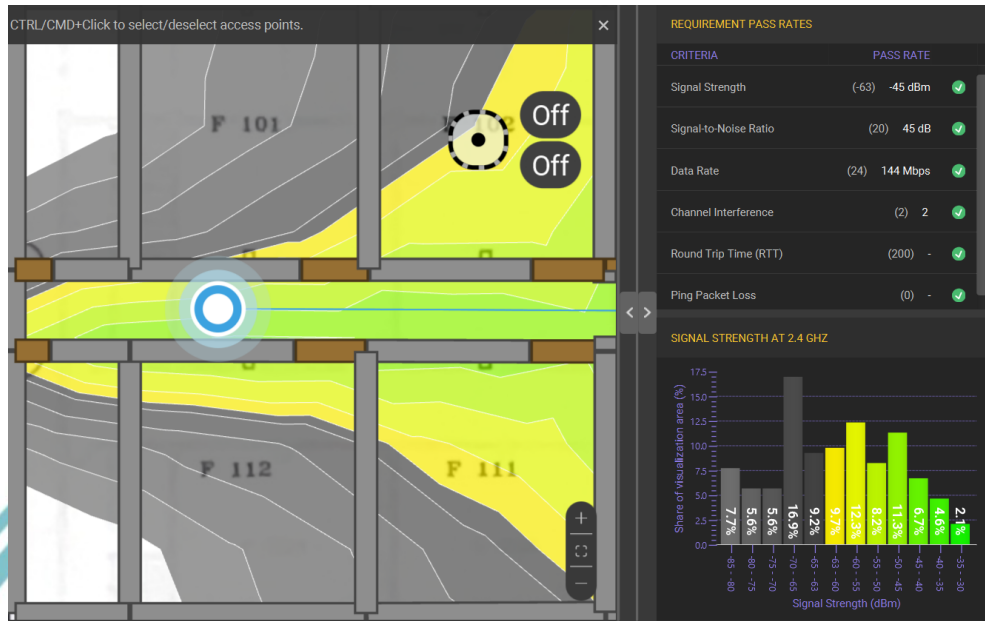 CTRL/CMD+Click to select/deselect access points.
×
F 101
Off
Off
F 112
F 111
+
−
< >
REQUIREMENT PASS RATES
CRITERIA PASS RATE
Signal Strength (-63) -45 dBm
Signal-to-Noise Ratio (20) 45 dB
Data Rate (24) 144 Mbps
Channel Interference (2) 2
Round Trip Time (RTT) (200) -
Ping Packet Loss (0) -
SIGNAL STRENGTH AT 2.4 GHZ
Share of visualization area (%)
17.5
15.0
12.5
10.0
7.5
5.0
2.5
0.0
7.7% 5.6% 5.6% 16.9% 9.2% 9.7% 12.3% 8.2% 11.3% 6.7% 4.6% 2.1%
-85 - -80 -80 - -75 -75 - -70 -70 - -65 -65 - -63 -63 - -60 -60 - -55 -55 - -50 -50 - -45 -45 - -40 -40 - -35 -35 - -30
Signal Strength (dBm)